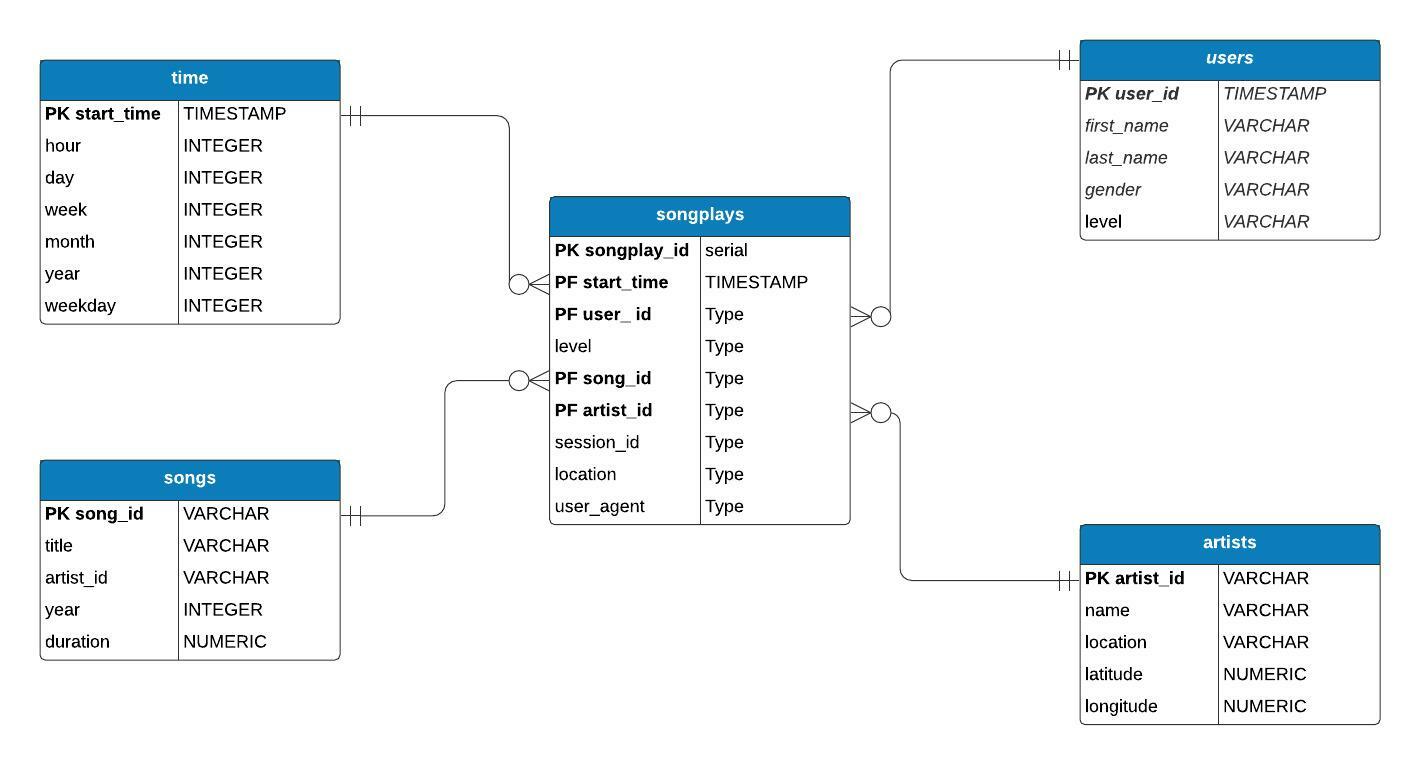 time
PK start_time TIMESTAMP
hour INTEGER
day INTEGER
week INTEGER
month INTEGER
year INTEGER
weekday INTEGER
users
PK user_id TIMESTAMP
first_name VARCHAR
last_name VARCHAR
gender VARCHAR
level VARCHAR
songplays
PK songplay_id serial
PF start_time TIMESTAMP
PF user_ id Type
level Type
PF song_id Type
PF artist_id Type
session_id Type
location Type
user_agent Type
songs
PK song_id VARCHAR
title VARCHAR
artist_id VARCHAR
year INTEGER
duration NUMERIC
artists
PK artist_id VARCHAR
name VARCHAR
location VARCHAR
latitude NUMERIC
longitude NUMERIC